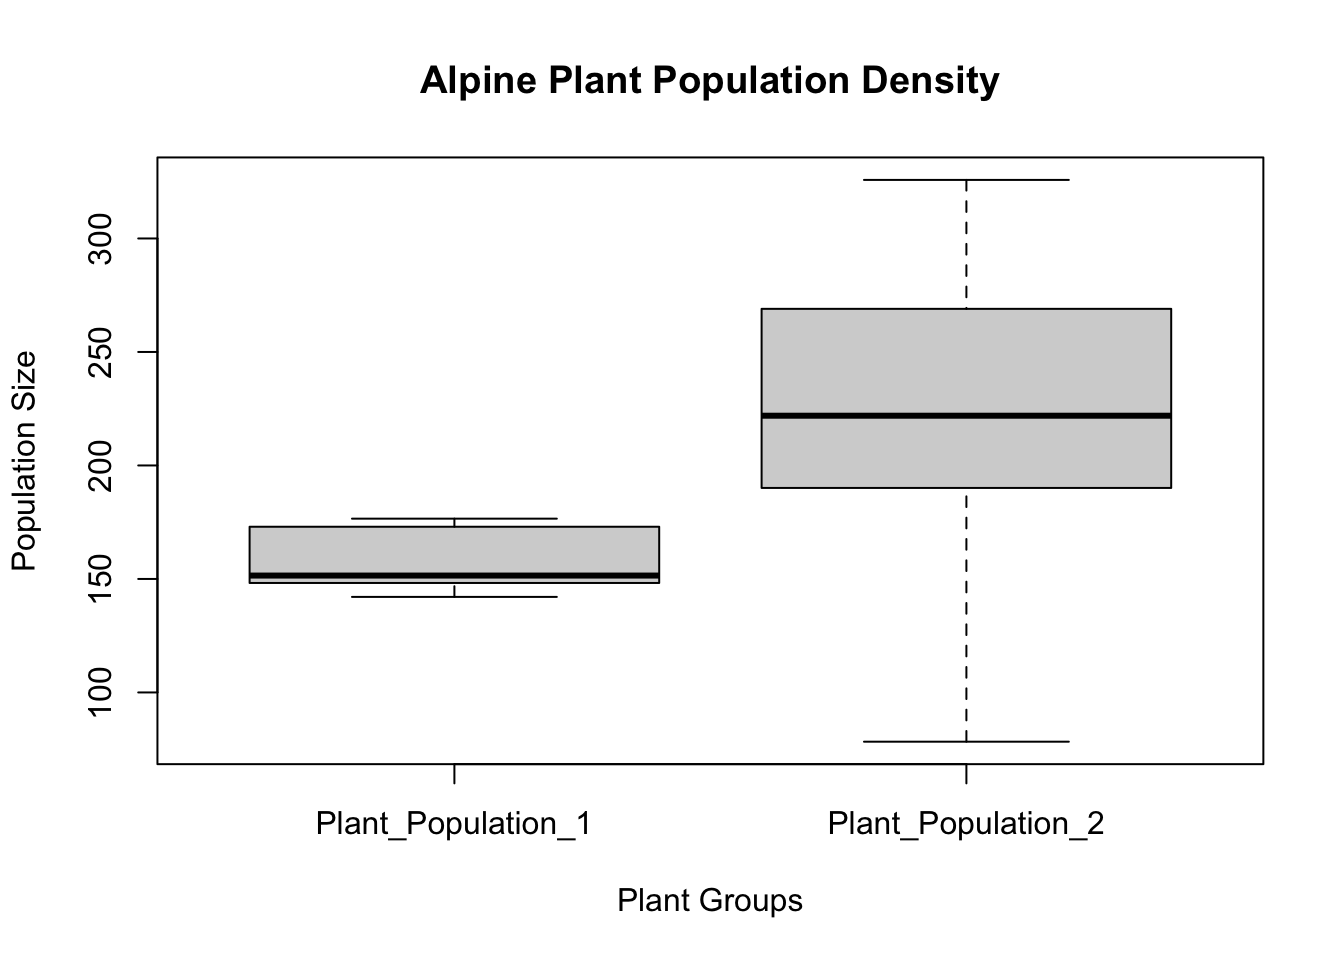 Alpine Plant Population Density
Population Size
300
250
200
150
100
Plant_Population_1
Plant_Population_2
Plant Groups